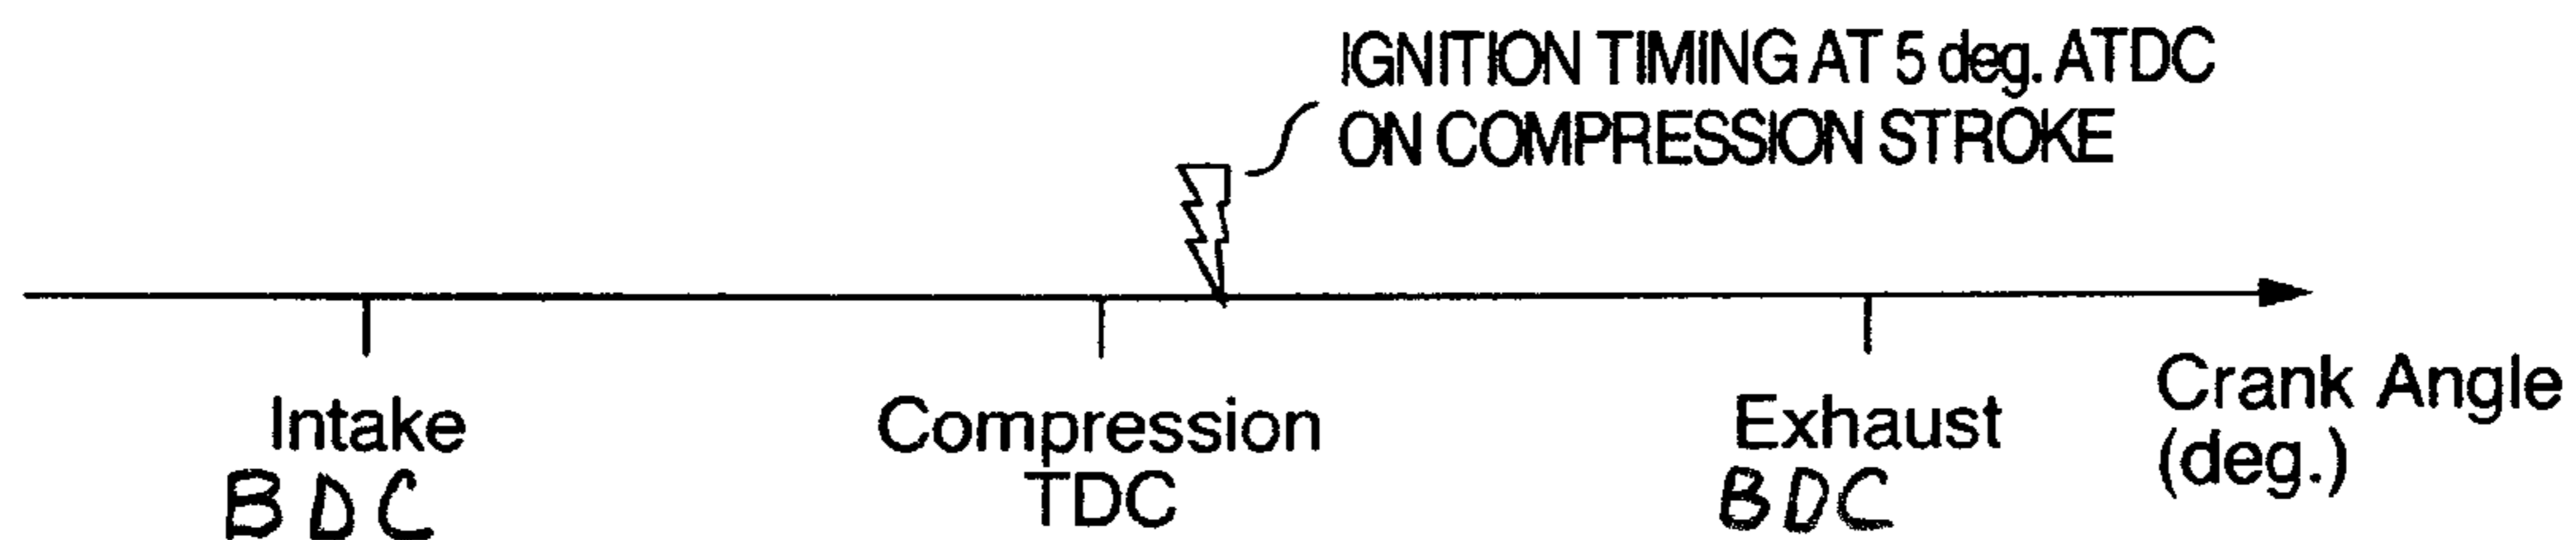 IGNITION TIMING AT 5 deg. ATDC
ON COMPRESSION STROKE
Intake
BDC
Compression
TDC
Exhaust
BDC
Crank Angle
(deg.)